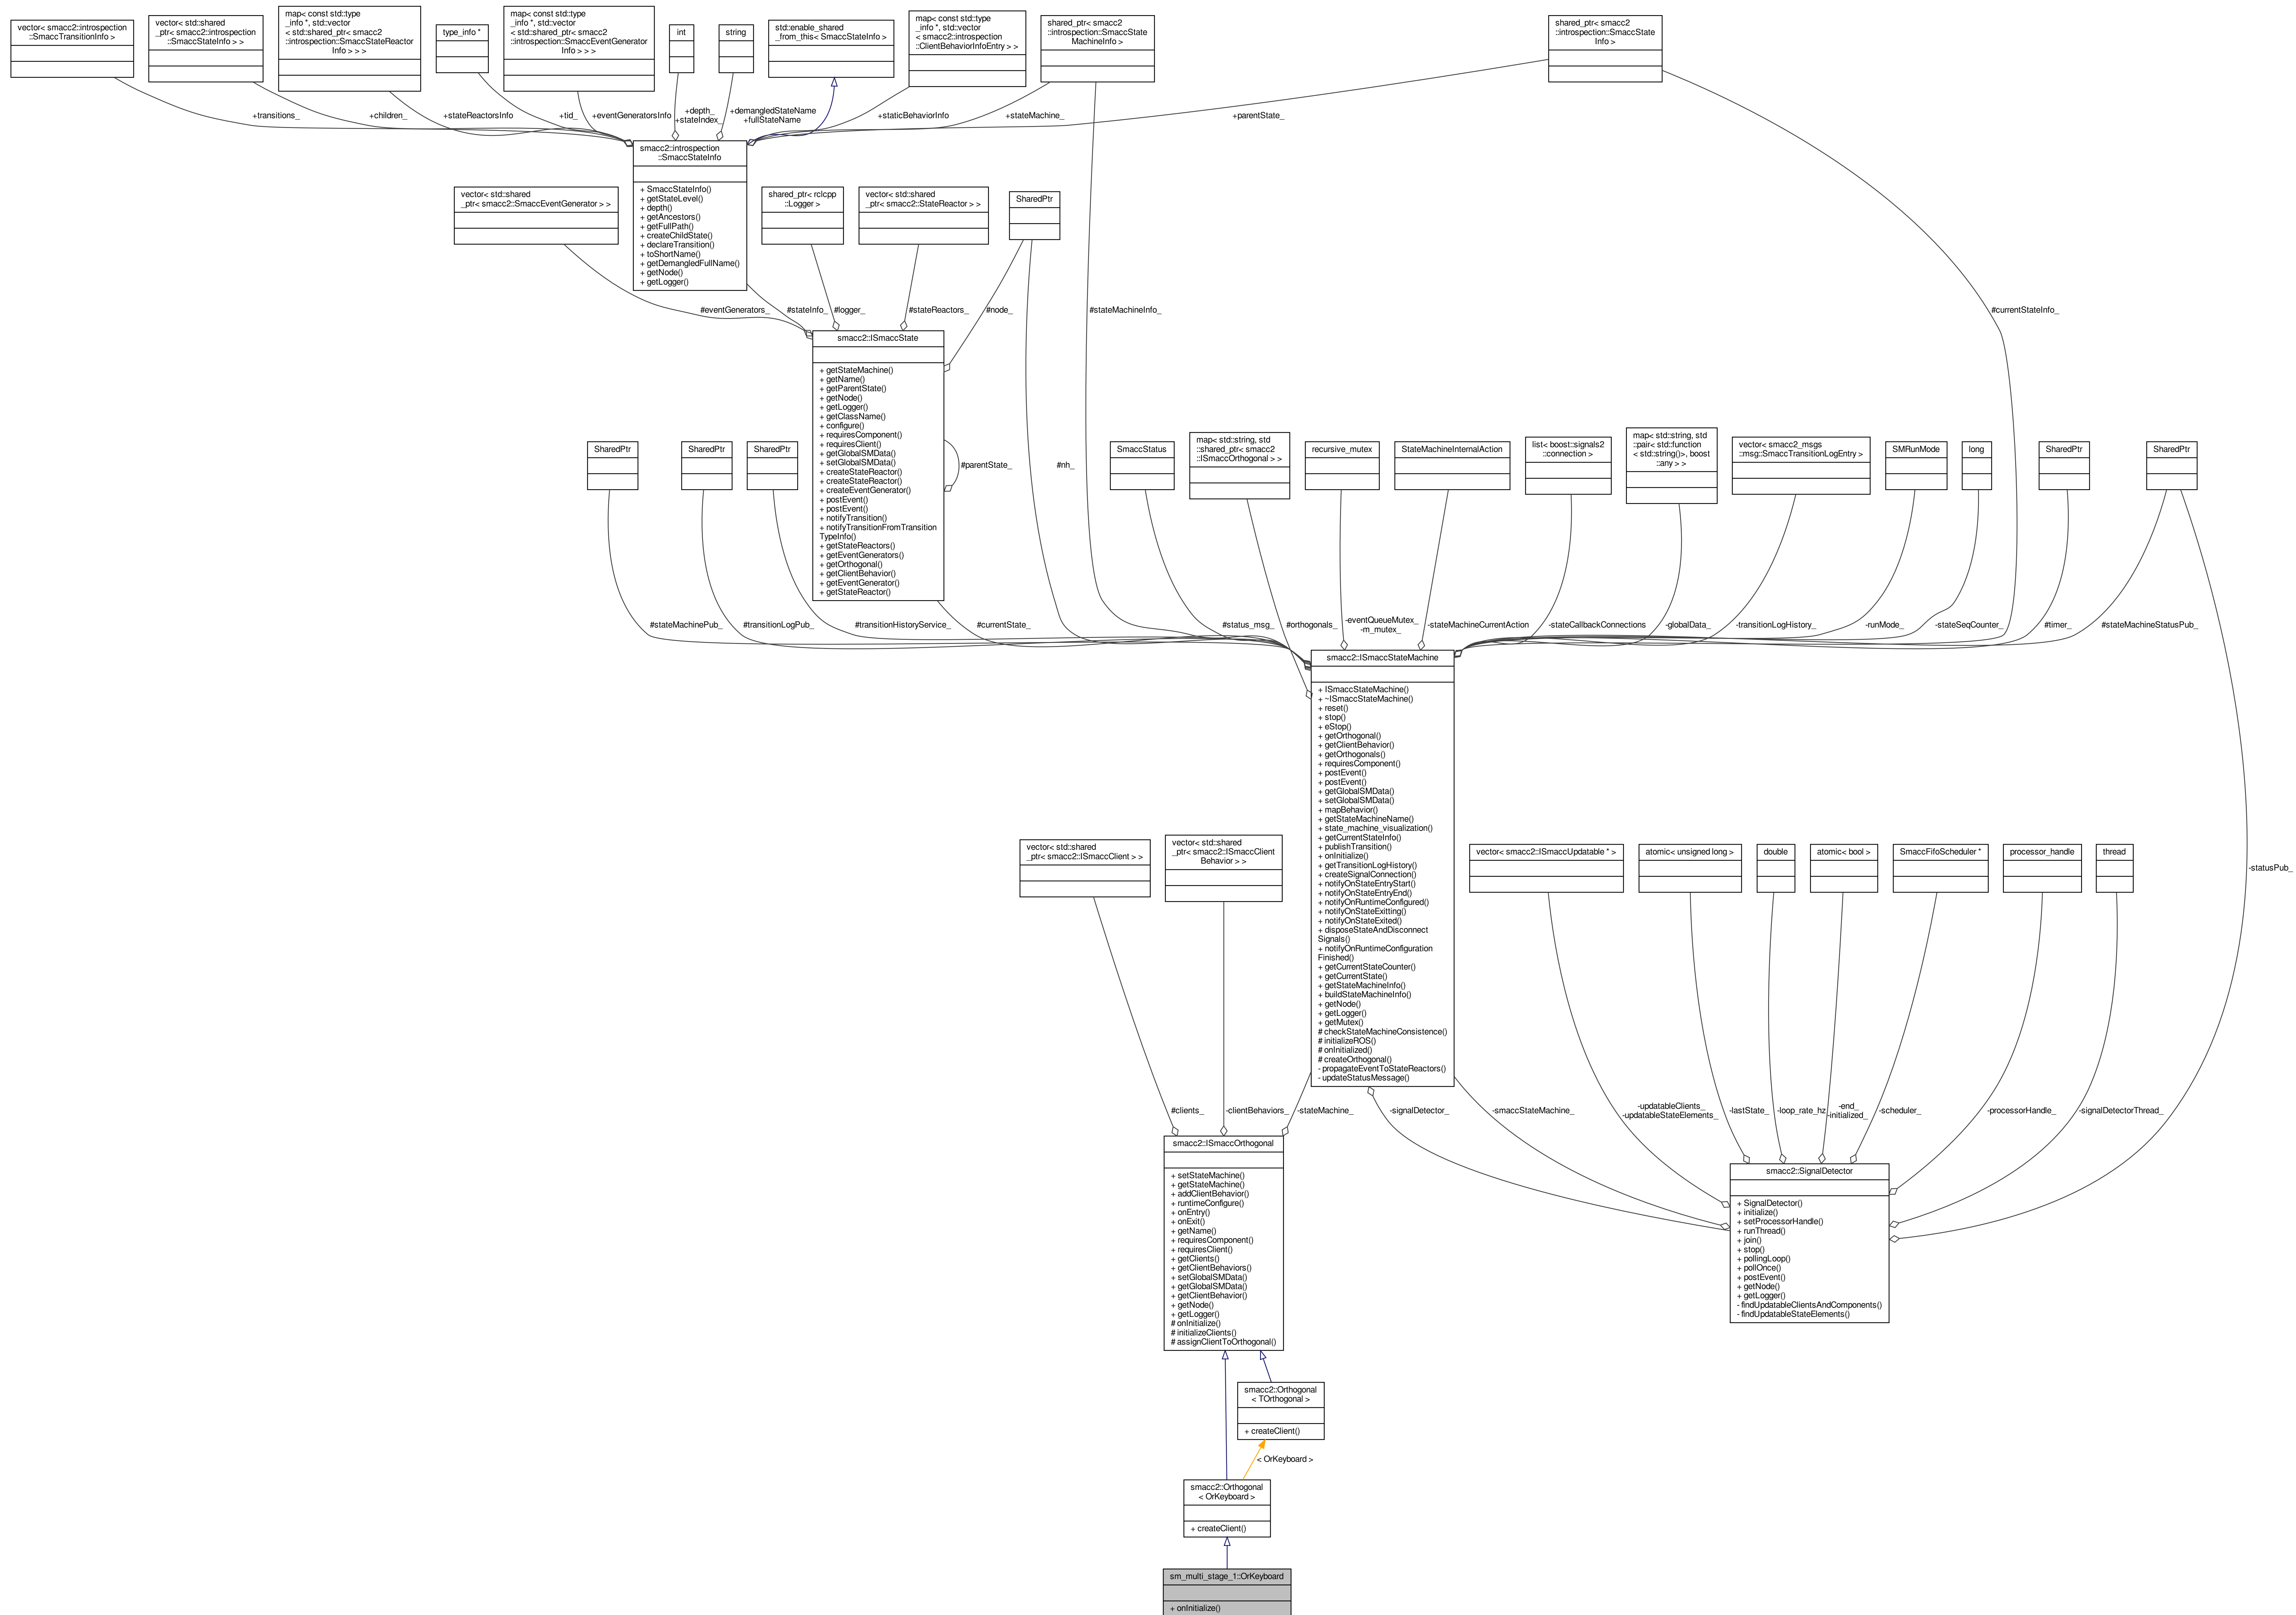 vector< smacc2::introspection
::SmaccTransitionInfo >
vector< std::shared
_ptr< smacc2::introspection
::SmaccStateInfo > >
map< const std::type
_info *, std::vector
< std::shared_ptr< smacc2
::introspection::SmaccStateReactor
Info > > >
type_info *
map< const std::type
_info *, std::vector
< std::shared_ptr< smacc2
::introspection::SmaccEventGenerator
Info > > >
int
string
std::enable_shared
_from_this< SmaccStateInfo >
map< const std::type
_info *, std::vector
< smacc2::introspection
::ClientBehaviorInfoEntry > >
shared_ptr< smacc2
::introspection::SmaccState
MachineInfo >
shared_ptr< smacc2
::introspection::SmaccState
Info >
+transitions_
+children_
+stateReactorsInfo
+tid_
+eventGeneratorsInfo
+depth_
+stateIndex_
+demangledStateName
+fullStateName
+staticBehaviorInfo
+stateMachine_
+parentState_
smacc2::introspection
::SmaccStateInfo
+ SmaccStateInfo()
+ getStateLevel()
+ depth()
+ getAncestors()
+ getFullPath()
+ createChildState()
+ declareTransition()
+ toShortName()
+ getDemangledFullName()
+ getNode()
+ getLogger()
vector< std::shared
_ptr< smacc2::SmaccEventGenerator > >
shared_ptr< rclcpp
::Logger >
vector< std::shared
_ptr< smacc2::StateReactor > >
SharedPtr
#eventGenerators_
#stateInfo_
#logger_
#stateReactors_
#node_
#stateMachineInfo_
#currentStateInfo_
smacc2::ISmaccState
+ getStateMachine()
+ getName()
+ getParentState()
+ getNode()
+ getLogger()
+ getClassName()
+ configure()
+ requiresComponent()
+ requiresClient()
+ getGlobalSMData()
+ setGlobalSMData()
+ createStateReactor()
+ createStateReactor()
+ createEventGenerator()
+ postEvent()
+ postEvent()
+ notifyTransition()
+ notifyTransitionFromTransition
TypeInfo()
+ getStateReactors()
+ getEventGenerators()
+ getOrthogonal()
+ getClientBehavior()
+ getEventGenerator()
+ getStateReactor()
#parentState_
#nh_
SharedPtr
SharedPtr
SharedPtr
SmaccStatus
map< std::string, std
::shared_ptr< smacc2
::ISmaccOrthogonal > >
recursive_mutex
StateMachineInternalAction
list< boost::signals2
::connection >
map< std::string, std
::pair< std::function
< std::string()>, boost
::any > >
vector< smacc2_msgs
::msg::SmaccTransitionLogEntry >
SMRunMode
long
SharedPtr
SharedPtr
#stateMachinePub_
#transitionLogPub_
#transitionHistoryService_
#currentState_
#status_msg_
#orthogonals_
-eventQueueMutex_
-m_mutex_
-stateMachineCurrentAction
-stateCallbackConnections
-globalData_
-transitionLogHistory_
-runMode_
-stateSeqCounter_
#timer_
#stateMachineStatusPub_
smacc2::ISmaccStateMachine
+ ISmaccStateMachine()
+ ~ISmaccStateMachine()
+ reset()
+ stop()
+ eStop()
+ getOrthogonal()
+ getClientBehavior()
+ getOrthogonals()
+ requiresComponent()
+ postEvent()
+ postEvent()
+ getGlobalSMData()
+ setGlobalSMData()
+ mapBehavior()
+ getStateMachineName()
+ state_machine_visualization()
+ getCurrentStateInfo()
+ publishTransition()
+ onInitialize()
+ getTransitionLogHistory()
+ createSignalConnection()
+ notifyOnStateEntryStart()
+ notifyOnStateEntryEnd()
+ notifyOnRuntimeConfigured()
+ notifyOnStateExitting()
+ notifyOnStateExited()
+ disposeStateAndDisconnect
Signals()
+ notifyOnRuntimeConfiguration
Finished()
+ getCurrentStateCounter()
+ getCurrentState()
+ getStateMachineInfo()
+ buildStateMachineInfo()
+ getNode()
+ getLogger()
+ getMutex()
# checkStateMachineConsistence()
# initializeROS()
# onInitialized()
# createOrthogonal()
- propagateEventToStateReactors()
- updateStatusMessage()
vector< std::shared
_ptr< smacc2::ISmaccClient > >
vector< std::shared
_ptr< smacc2::ISmaccClient
Behavior > >
vector< smacc2::ISmaccUpdatable * >
atomic< unsigned long >
double
atomic< bool >
SmaccFifoScheduler *
processor_handle
thread
-statusPub_
#clients_
-clientBehaviors_
-stateMachine_
-signalDetector_
-smaccStateMachine_
-updatableClients_
-updatableStateElements_
-lastState_
-loop_rate_hz
-end_
-initialized_
-scheduler_
-processorHandle_
-signalDetectorThread_
smacc2::ISmaccOrthogonal
+ setStateMachine()
+ getStateMachine()
+ addClientBehavior()
+ runtimeConfigure()
+ onEntry()
+ onExit()
+ getName()
+ requiresComponent()
+ requiresClient()
+ getClients()
+ getClientBehaviors()
+ setGlobalSMData()
+ getGlobalSMData()
+ getClientBehavior()
+ getNode()
+ getLogger()
# onInitialize()
# initializeClients()
# assignClientToOrthogonal()
smacc2::SignalDetector
+ SignalDetector()
+ initialize()
+ setProcessorHandle()
+ runThread()
+ join()
+ stop()
+ pollingLoop()
+ pollOnce()
+ postEvent()
+ getNode()
+ getLogger()
- findUpdatableClientsAndComponents()
- findUpdatableStateElements()
smacc2::Orthogonal
< TOrthogonal >
+ createClient()
< OrKeyboard >
smacc2::Orthogonal
< OrKeyboard >
+ createClient()
sm_multi_stage_1::OrKeyboard
+ onInitialize()